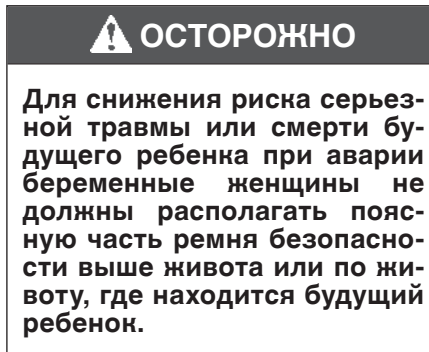 ОСТОРОЖНО
Для снижения риска серьез-
ной травмы или смерти бу-
дущего ребенка при аварии
беременные женщины не
должны располагать пояс-
ную часть ремня безопасно-
сти выше живота или по жи-
воту, где находится будущий
ребенок.